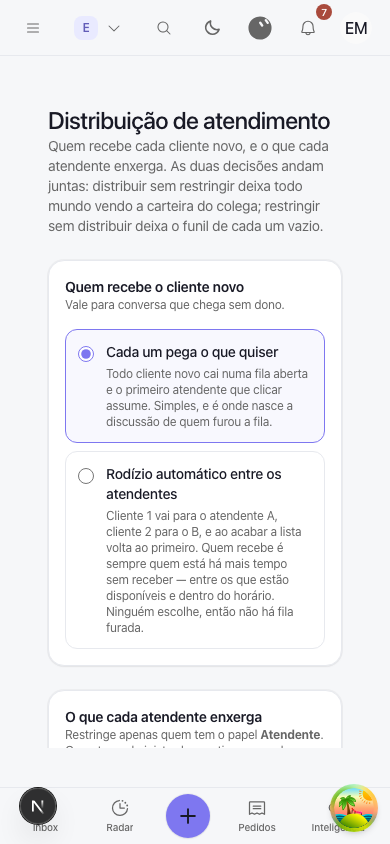 E
7
EM
Distribuição de atendimento
Quem recebe cada cliente novo, e o que cada
atendente enxerga. As duas decisões andam
juntas: distribuir sem restringir deixa todo
mundo vendo a carteira do colega; restringir
sem distribuir deixa o funil de cada um vazio.
Quem recebe o cliente novo
Vale para conversa que chega sem dono.
Cada um pega o que quiser
Todo cliente novo cai numa fila aberta
e o primeiro atendente que clicar
assume. Simples, e é onde nasce a
discussão de quem furou a fila.
Rodízio automático entre os
atendentes
Cliente 1 vai para o atendente A,
cliente 2 para o B, e ao acabar a lista
volta ao primeiro. Quem recebe é
sempre quem está há mais tempo
sem receber — entre os que estão
disponíveis e dentro do horário.
Ninguém escolhe, então não há fila
furada.
O que cada atendente enxerga
Restringe apenas quem tem o papel Atendente.
N
Inbox
Radar
Pedidos